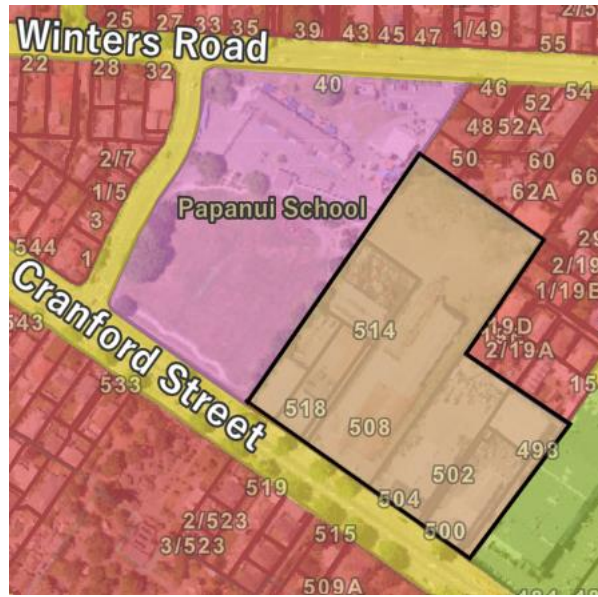 25 27 33 35 39 43 45 47 1/49 55
Winters Road
22 28 32 40 46 52 54
48 52A
2/7 50 60 66
1/5 62A
Papanui School
3
544 1 2/19
1/19E
Cranford Street
543 514 19D
2/19A
533 15
518 508
498
519 502
504
2/523 515 500
3/523
509A